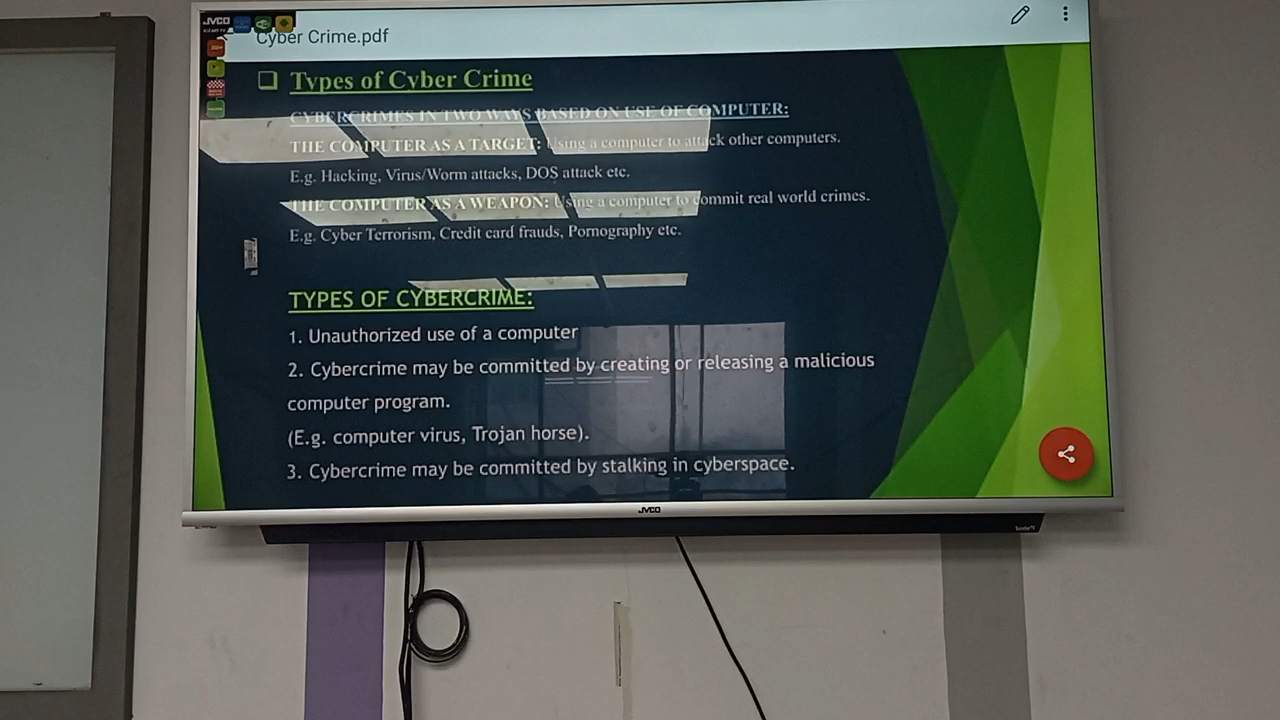 JVCO
Cyber Crime.pdf
Types of Cyber Crime
CYBERCRIMES IN TWO WAYS BASED ON USE OF COMPUTER:
THE COMPUTER AS A TARGET: Using a computer to attack other computers.
E.g. Hacking, Virus/Worm attacks, DOS attack etc.
THE COMPUTER AS A WEAPON: Using a computer to commit real world crimes.
E.g. Cyber Terrorism, Credit card frauds, Pornography etc.
TYPES OF CYBERCRIME:
1. Unauthorized use of a computer
2. Cybercrime may be committed by creating or releasing a malicious
computer program.
(E.g. computer virus, Trojan horse).
3. Cybercrime may be committed by stalking in cyberspace.
JVCO